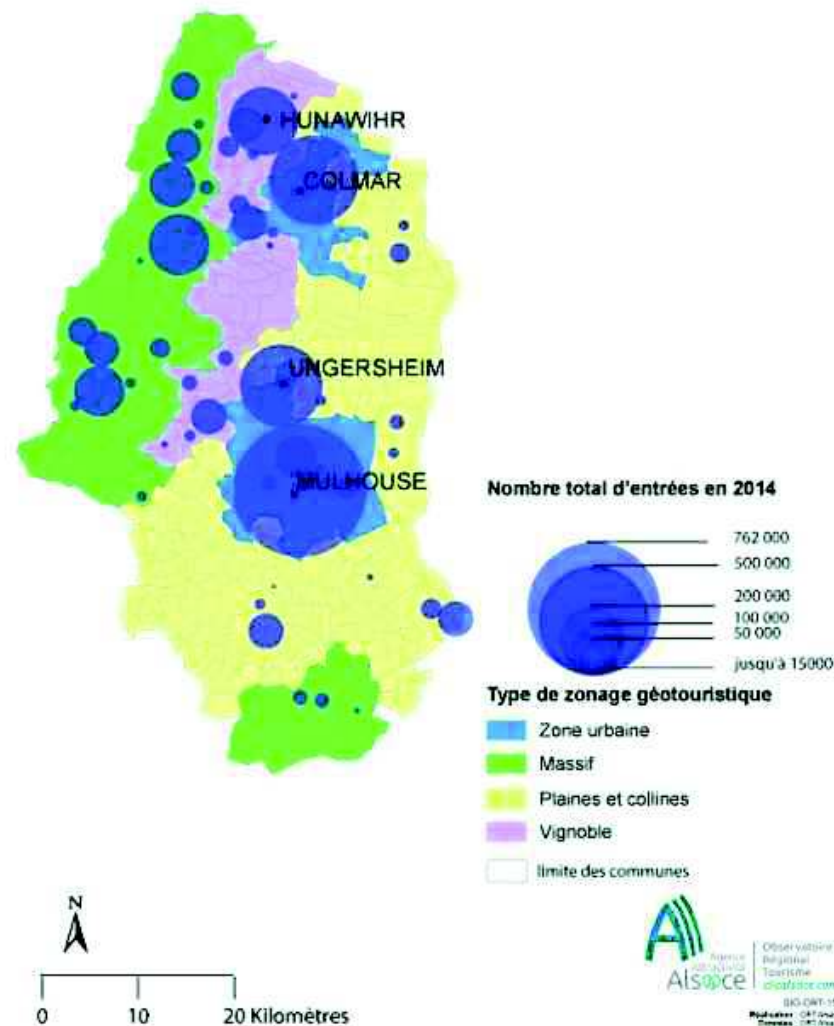 HUNAWIHR
COLMAR
UNGERSHEIM
MULHOUSE
Nombre total d'entrées en 2014
762 000
500 000
200 000
100 000
50 000
jusqu'à 15000
Type de zonage géotouristique
Zone urbaine
Massif
Plaines et collines
Vignoble
limite des communes
N
0 10 20 Kilomètres
Agence
Alsace
Observatoire
Régional
Tourisme